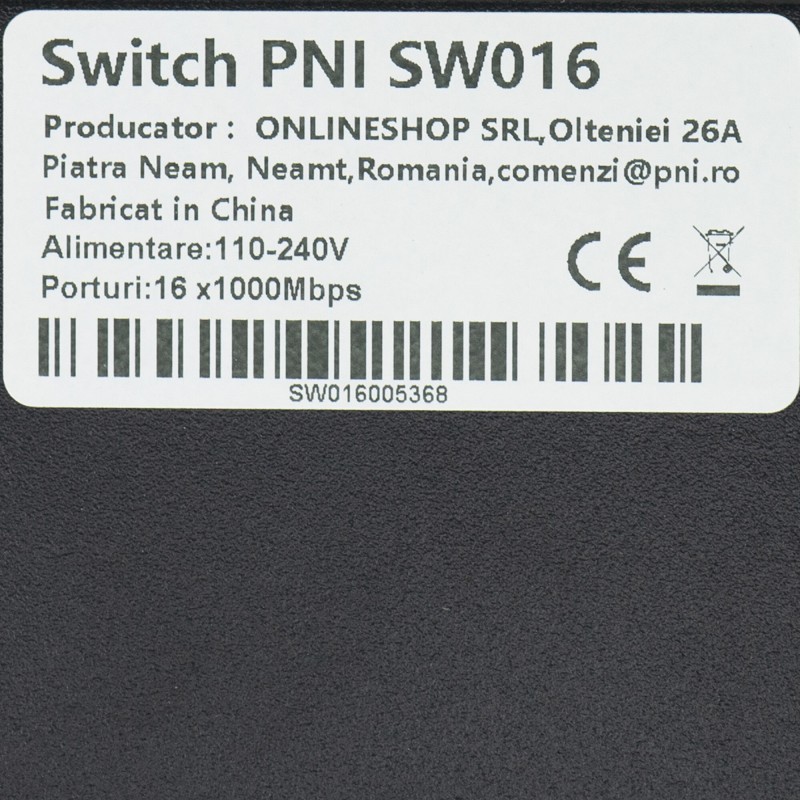 Switch PNI SW016
Producator : ONLINESHOP SRL,Olteniei 26A
Piatra Neam, Neamt,Romania,comenzi@pni.ro
Fabricat in China
Alimentare:110-240V
Porturi:16 x1000Mbps
CE
SW016005368